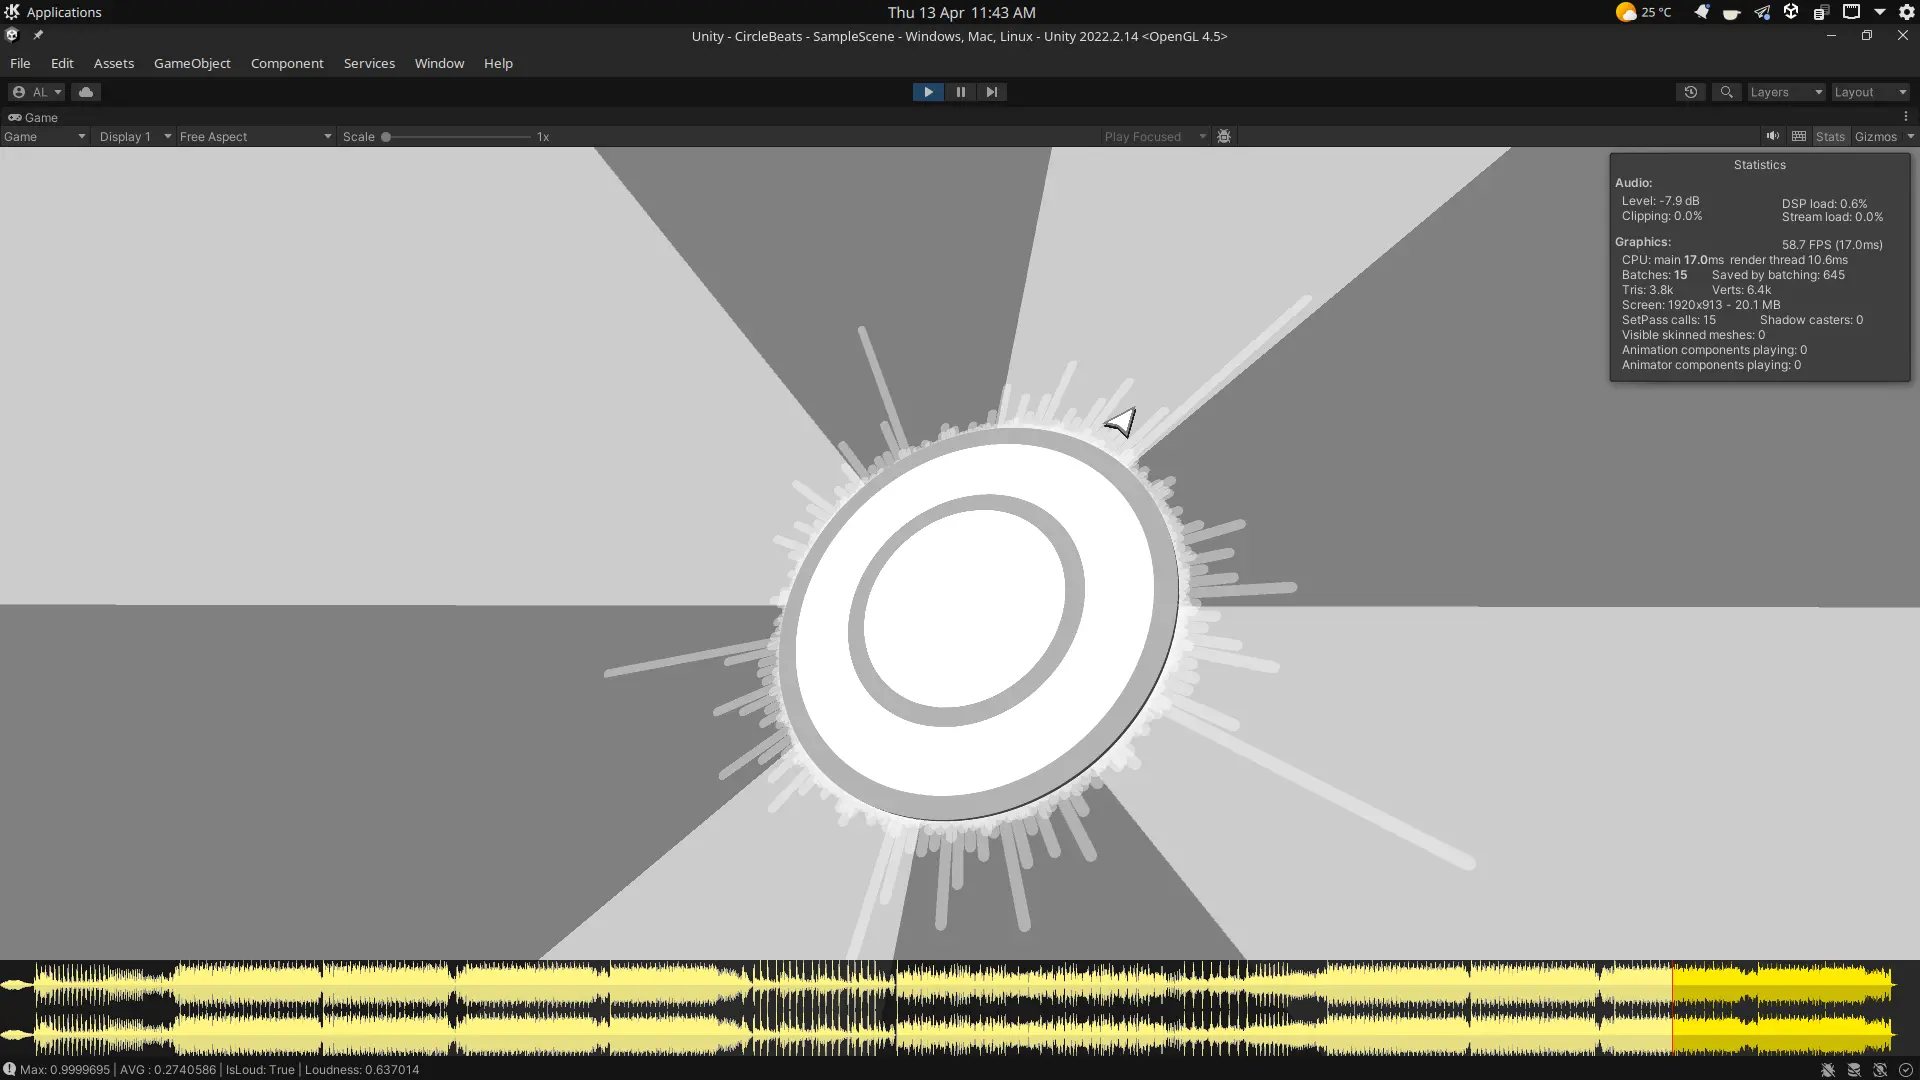 Applications
Thu 13 Apr 11:43 AM
25 °C
Unity - CircleBeats - SampleScene - Windows, Mac, Linux - Unity 2022.2.14 <OpenGL 4.5>
File Edit Assets GameObject Component Services Window Help
AL
Layers
Layout
Game
Game Display 1 Free Aspect Scale 1x Play Focused Stats Gizmos
Statistics
Audio:
Level: -7.9 dB DSP load: 0.6%
Clipping: 0.0% Stream load: 0.0%
Graphics: 58.7 FPS (17.0ms)
CPU: main 17.0ms render thread 10.6ms
Batches: 15 Saved by batching: 645
Tris: 3.8k Verts: 6.4k
Screen: 1920x913 - 20.1 MB
SetPass calls: 15 Shadow casters: 0
Visible skinned meshes: 0
Animation components playing: 0
Animator components playing: 0
Max: 0.9999695 | AVG : 0.2740586 | IsLoud: True | Loudness: 0.637014